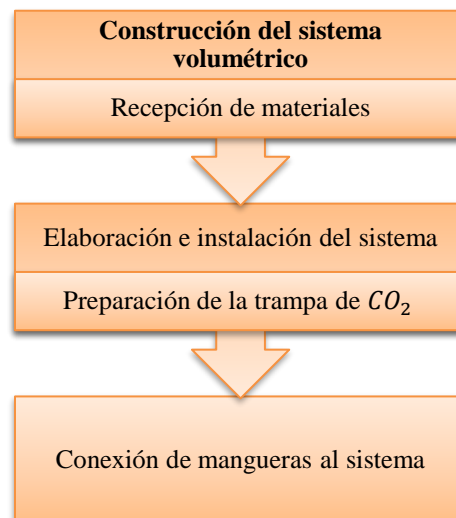 Construcción del sistema
volumétrico
Recepción de materiales
Elaboración e instalación del sistema
Preparación de la trampa de CO₂
Conexión de mangueras al sistema